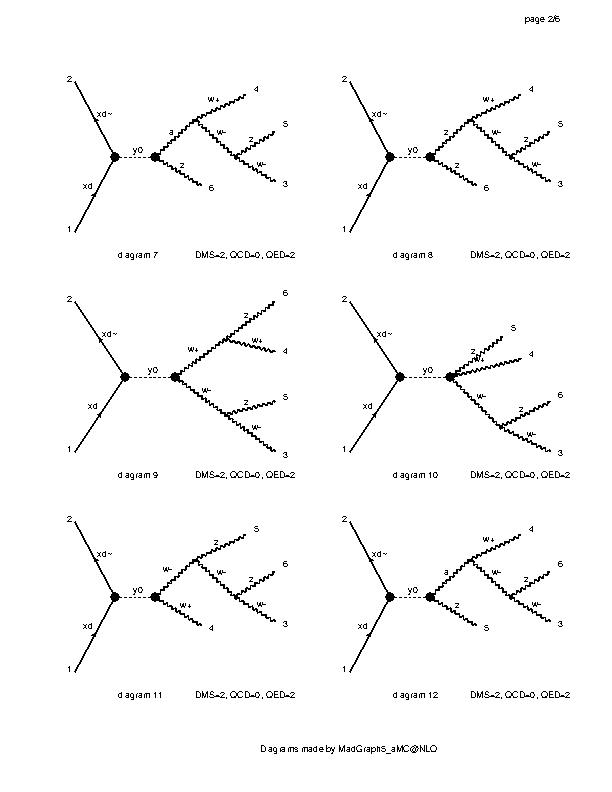 page 2/6
2
xd~
xd
1
y0
a
w+
4
w-
z
5
w-
3
z
6
diagram 7 DMS=2, QCD=0, QED=2
2
xd~
xd
1
y0
z
w+
4
w-
z
5
w-
3
z
6
diagram 8 DMS=2, QCD=0, QED=2
2
xd~
xd
1
y0
w+
z
6
w+
4
w-
z
5
w-
3
diagram 9 DMS=2, QCD=0, QED=2
2
xd~
xd
1
y0
z
5
w+
4
w-
z
6
w-
3
diagram 10 DMS=2, QCD=0, QED=2
2
xd~
xd
1
y0
w-
z
5
w-
z
6
w-
3
w+
4
diagram 11 DMS=2, QCD=0, QED=2
2
xd~
xd
1
y0
a
w+
4
w-
z
6
w-
3
z
5
diagram 12 DMS=2, QCD=0, QED=2
Diagrams made by MadGraph5_aMC@NLO